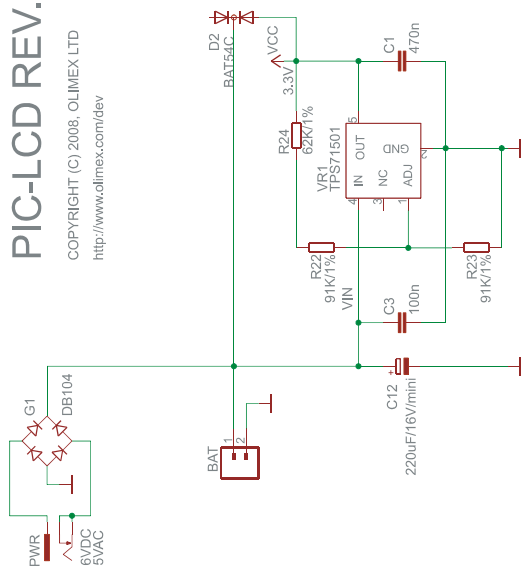 PIC-LCD REV.
COPYRIGHT (C) 2008, OLIMEX LTD
http://www.olimex.com/dev
D2
BAT54C
VCC
3.3V
C1
470n
R24
62K/1%
VR1
TPS71501
5
OUT
GND
2
IN
4
NC
3
ADJ
1
R22
91K/1%
R23
91K/1%
VIN
C3
100n
C12
+
220uF/16V/mini
G1
DB104
BAT
1
2
PWR
6VDC
5VAC